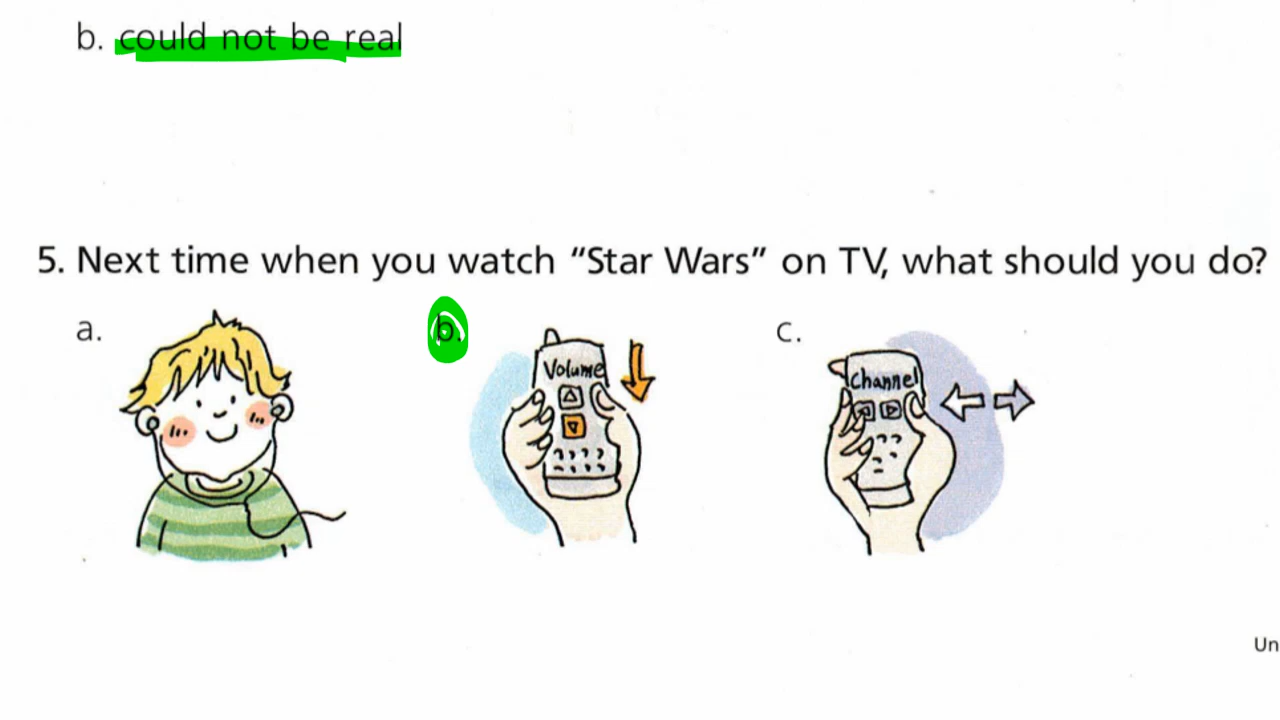 b. could not be real
5. Next time when you watch “Star Wars” on TV, what should you do?
a. b. c.
Volume Channel
Un